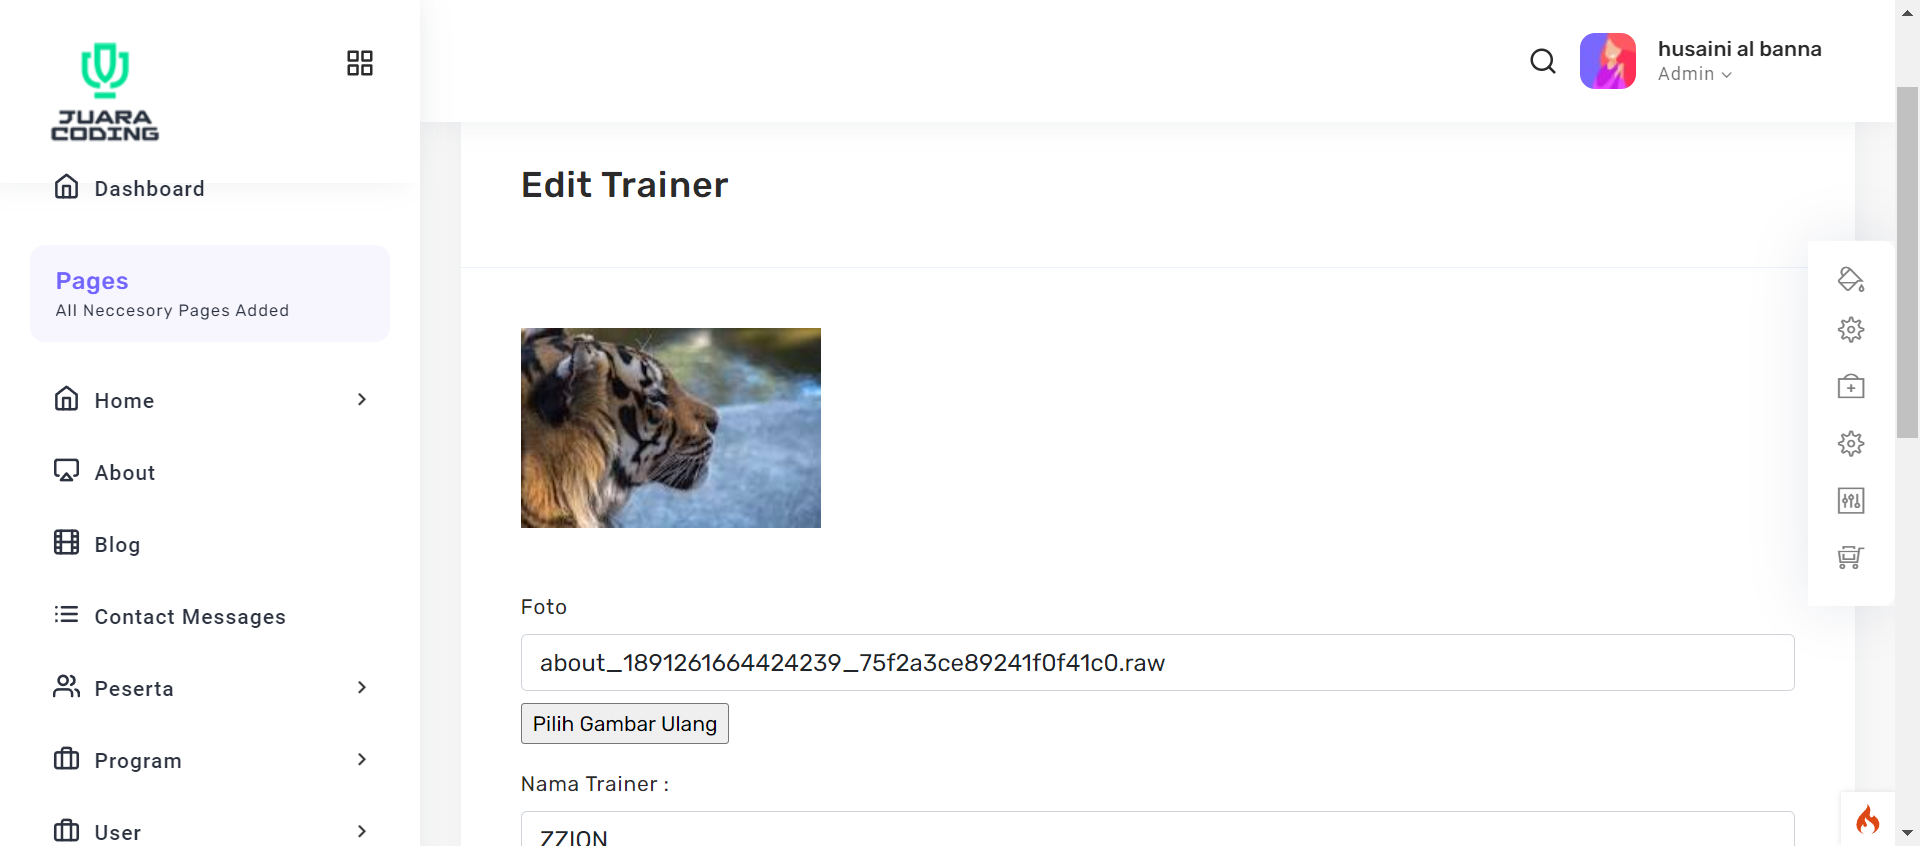 JUARA
CODING
husaini al banna
Admin
Dashboard
Pages
All Neccesory Pages Added
Home
About
Blog
Contact Messages
Peserta
Program
User
Edit Trainer
Foto
about_1891261664424239_75f2a3ce89241f0f41c0.raw
Pilih Gambar Ulang
Nama Trainer :
ZZION